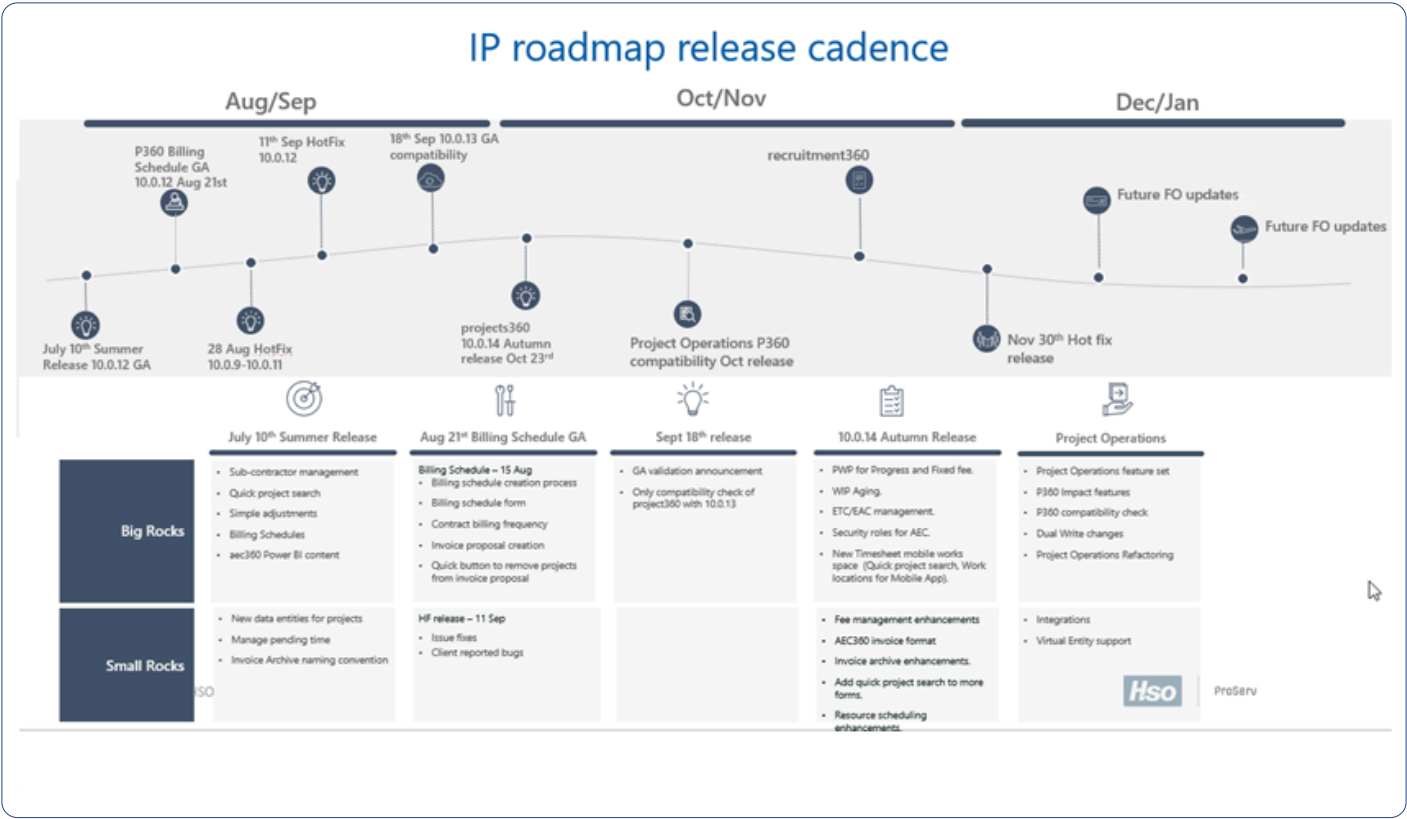 IP roadmap release cadence
Aug/Sep
Oct/Nov
Dec/Jan
P360 Billing
Schedule GA
10.0.12 Aug 21st
11th Sep HotFix
10.0.12
18th Sep 10.0.13 GA
compatibility
recruitment360
Future FO updates
Future FO updates
July 10th Summer
Release 10.0.12 GA
28 Aug HotFix
10.0.9-10.0.11
projects360
10.0.14 Autumn
release Oct 23rd
Project Operations P360
compatibility Oct release
Nov 30th Hot fix
release
July 10th Summer Release
Aug 21st Billing Schedule GA
Sept 18th release
10.0.14 Autumn Release
Project Operations
Big Rocks
• Sub-contractor management
• Quick project search
• Simple adjustments
• Billing Schedules
• aec360 Power BI content
Billing Schedule – 15 Aug
• Billing schedule creation process
• Billing schedule form
• Contract billing frequency
• Invoice proposal creation
• Quick button to remove projects
from invoice proposal
• GA validation announcement
• Only compatibility check of
project360 with 10.0.13
• PWP for Progress and Fixed fee.
• WIP Aging.
• ETC/EAC management.
• Security roles for AEC.
• New Timesheet mobile works
space (Quick project search, Work
locations for Mobile App).
• Project Operations feature set
• P360 Impact features
• P360 compatibility check
• Dual Write changes
• Project Operations Refactoring
Small Rocks
• New data entities for projects
• Manage pending time
• Invoice Archive naming convention
HF release – 11 Sep
• Issue fixes
• Client reported bugs
• Fee management enhancements
• AEC360 invoice format
• Invoice archive enhancements.
• Add quick project search to more
forms.
• Resource scheduling
enhancements.
• Integrations
• Virtual Entity support
HSO
Hso
ProServ